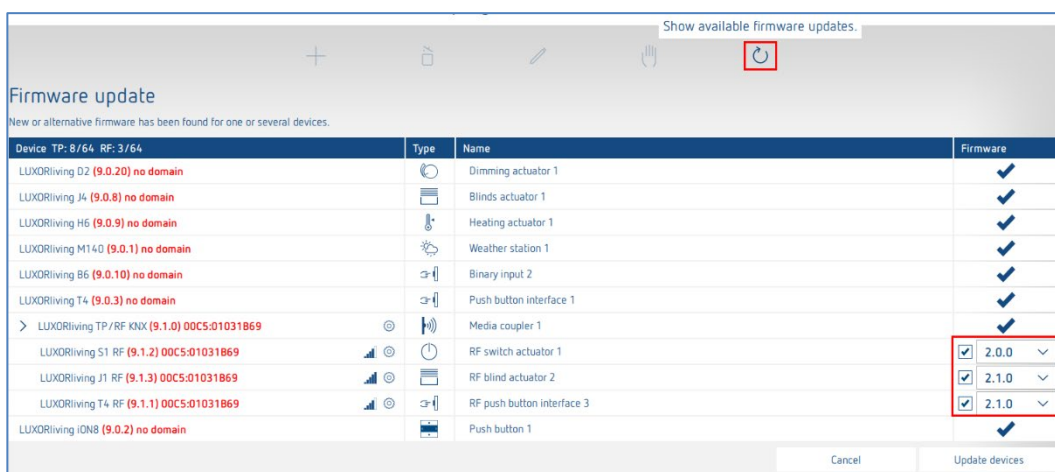 Show available firmware updates.
Firmware update
New or alternative firmware has been found for one or several devices.
Device TP: 8/64 RF: 3/64 Type Name Firmware
LUXORliving D2 (9.0.20) no domain Dimming actuator 1
LUXORliving J4 (9.0.8) no domain Blinds actuator 1
LUXORliving H6 (9.0.9) no domain Heating actuator 1
LUXORliving M140 (9.0.1) no domain Weather station 1
LUXORliving B6 (9.0.10) no domain Binary input 2
LUXORliving T4 (9.0.3) no domain Push button interface 1
LUXORliving TP/RF KNX (9.1.0) 00C5:01031B69 Media coupler 1
LUXORliving S1 RF (9.1.2) 00C5:01031B69 RF switch actuator 1 2.0.0
LUXORliving J1 RF (9.1.3) 00C5:01031B69 RF blind actuator 2 2.1.0
LUXORliving T4 RF (9.1.1) 00C5:01031B69 RF push button interface 3 2.1.0
LUXORliving iON8 (9.0.2) no domain Push button 1
Cancel Update devices